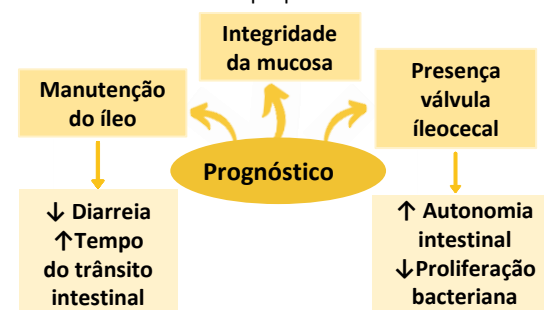 Integridade
da mucosa
Manutenção
do íleo
Presença
válvula
íleocecal
Prognóstico
↓ Diarreia
↑Tempo
do trânsito
intestinal
↑ Autonomia
intestinal
↓Proliferação
bacteriana